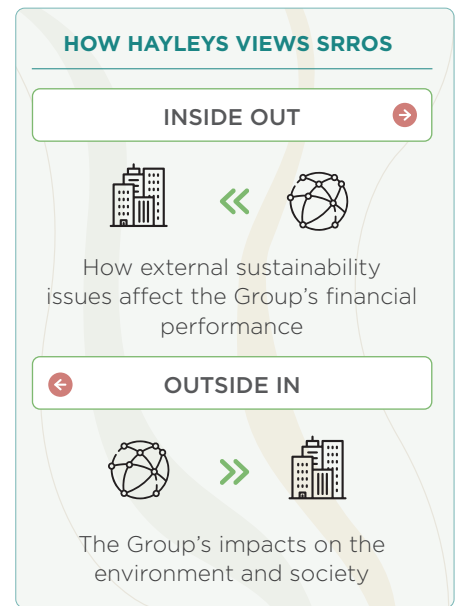 HOW HAYLEYS VIEWS SRROS
INSIDE OUT
How external sustainability
issues affect the Group's financial
performance
OUTSIDE IN
The Group's impacts on the
environment and society